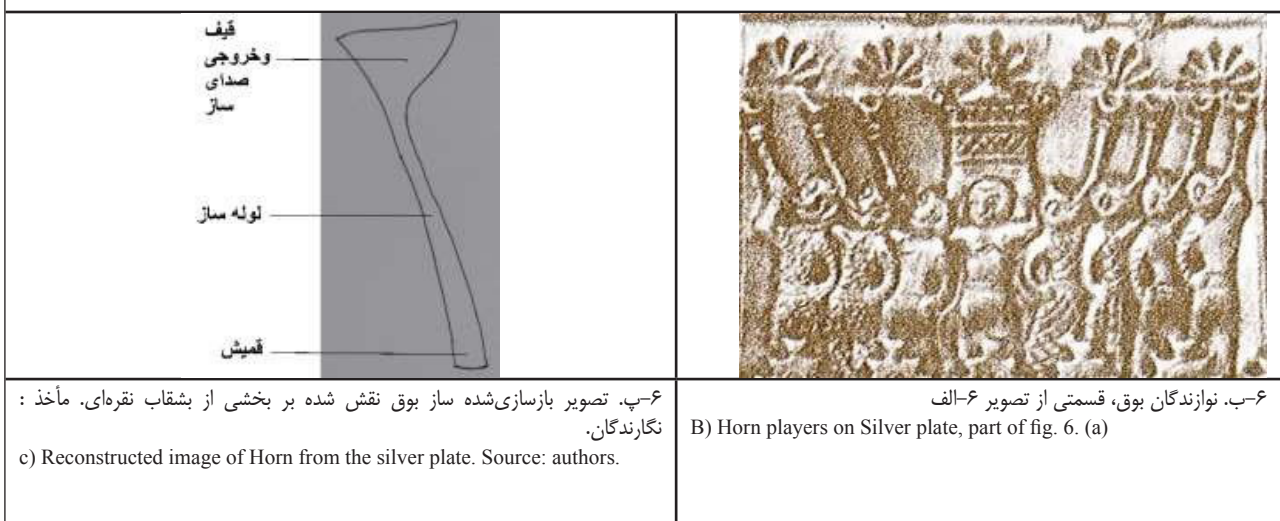 قیف
وخروجی
صدای
ساز
لوله ساز
قمیش
۶–ب. نوازندگان بوق، قسمتی از تصویر ۶–الف
B) Horn players on Silver plate, part of fig. 6. (a)
۶–پ. تصویر بازسازی‌شده ساز بوق نقش شده بر بخشی از بشقاب نقره‌ای. مأخذ :
نگارندگان.
c) Reconstructed image of Horn from the silver plate. Source: authors.